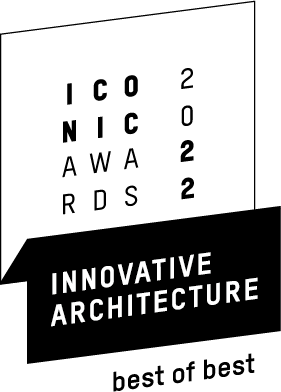 ICO 2
NIC 0
AWA 2
RDS 2
INNOVATIVE
ARCHITECTURE
best of best